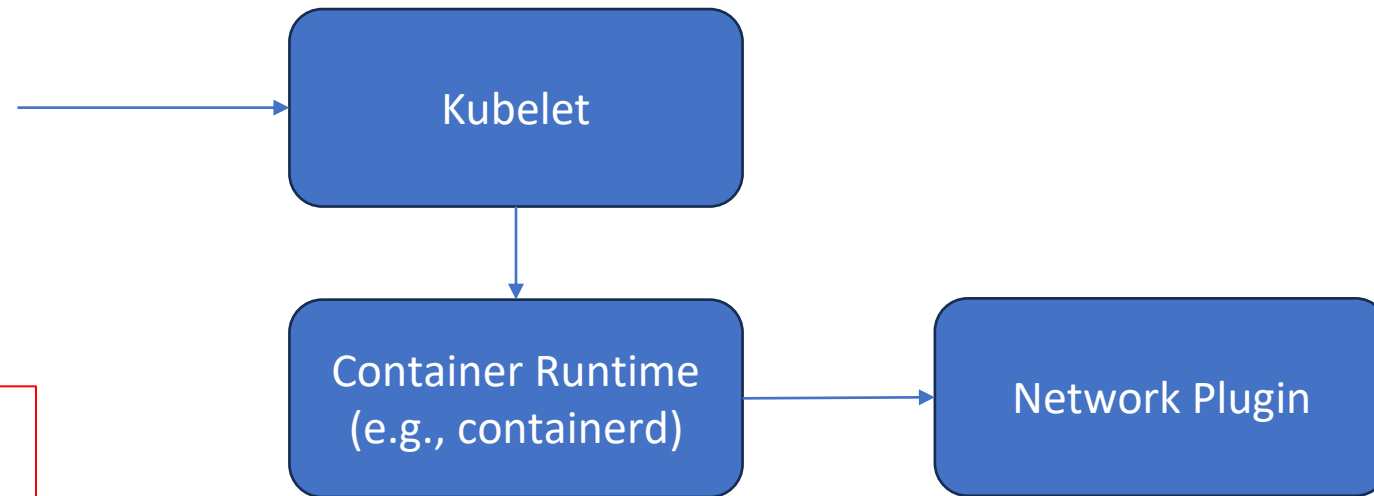 Kubelet
Container Runtime
(e.g., containerd)
Network Plugin